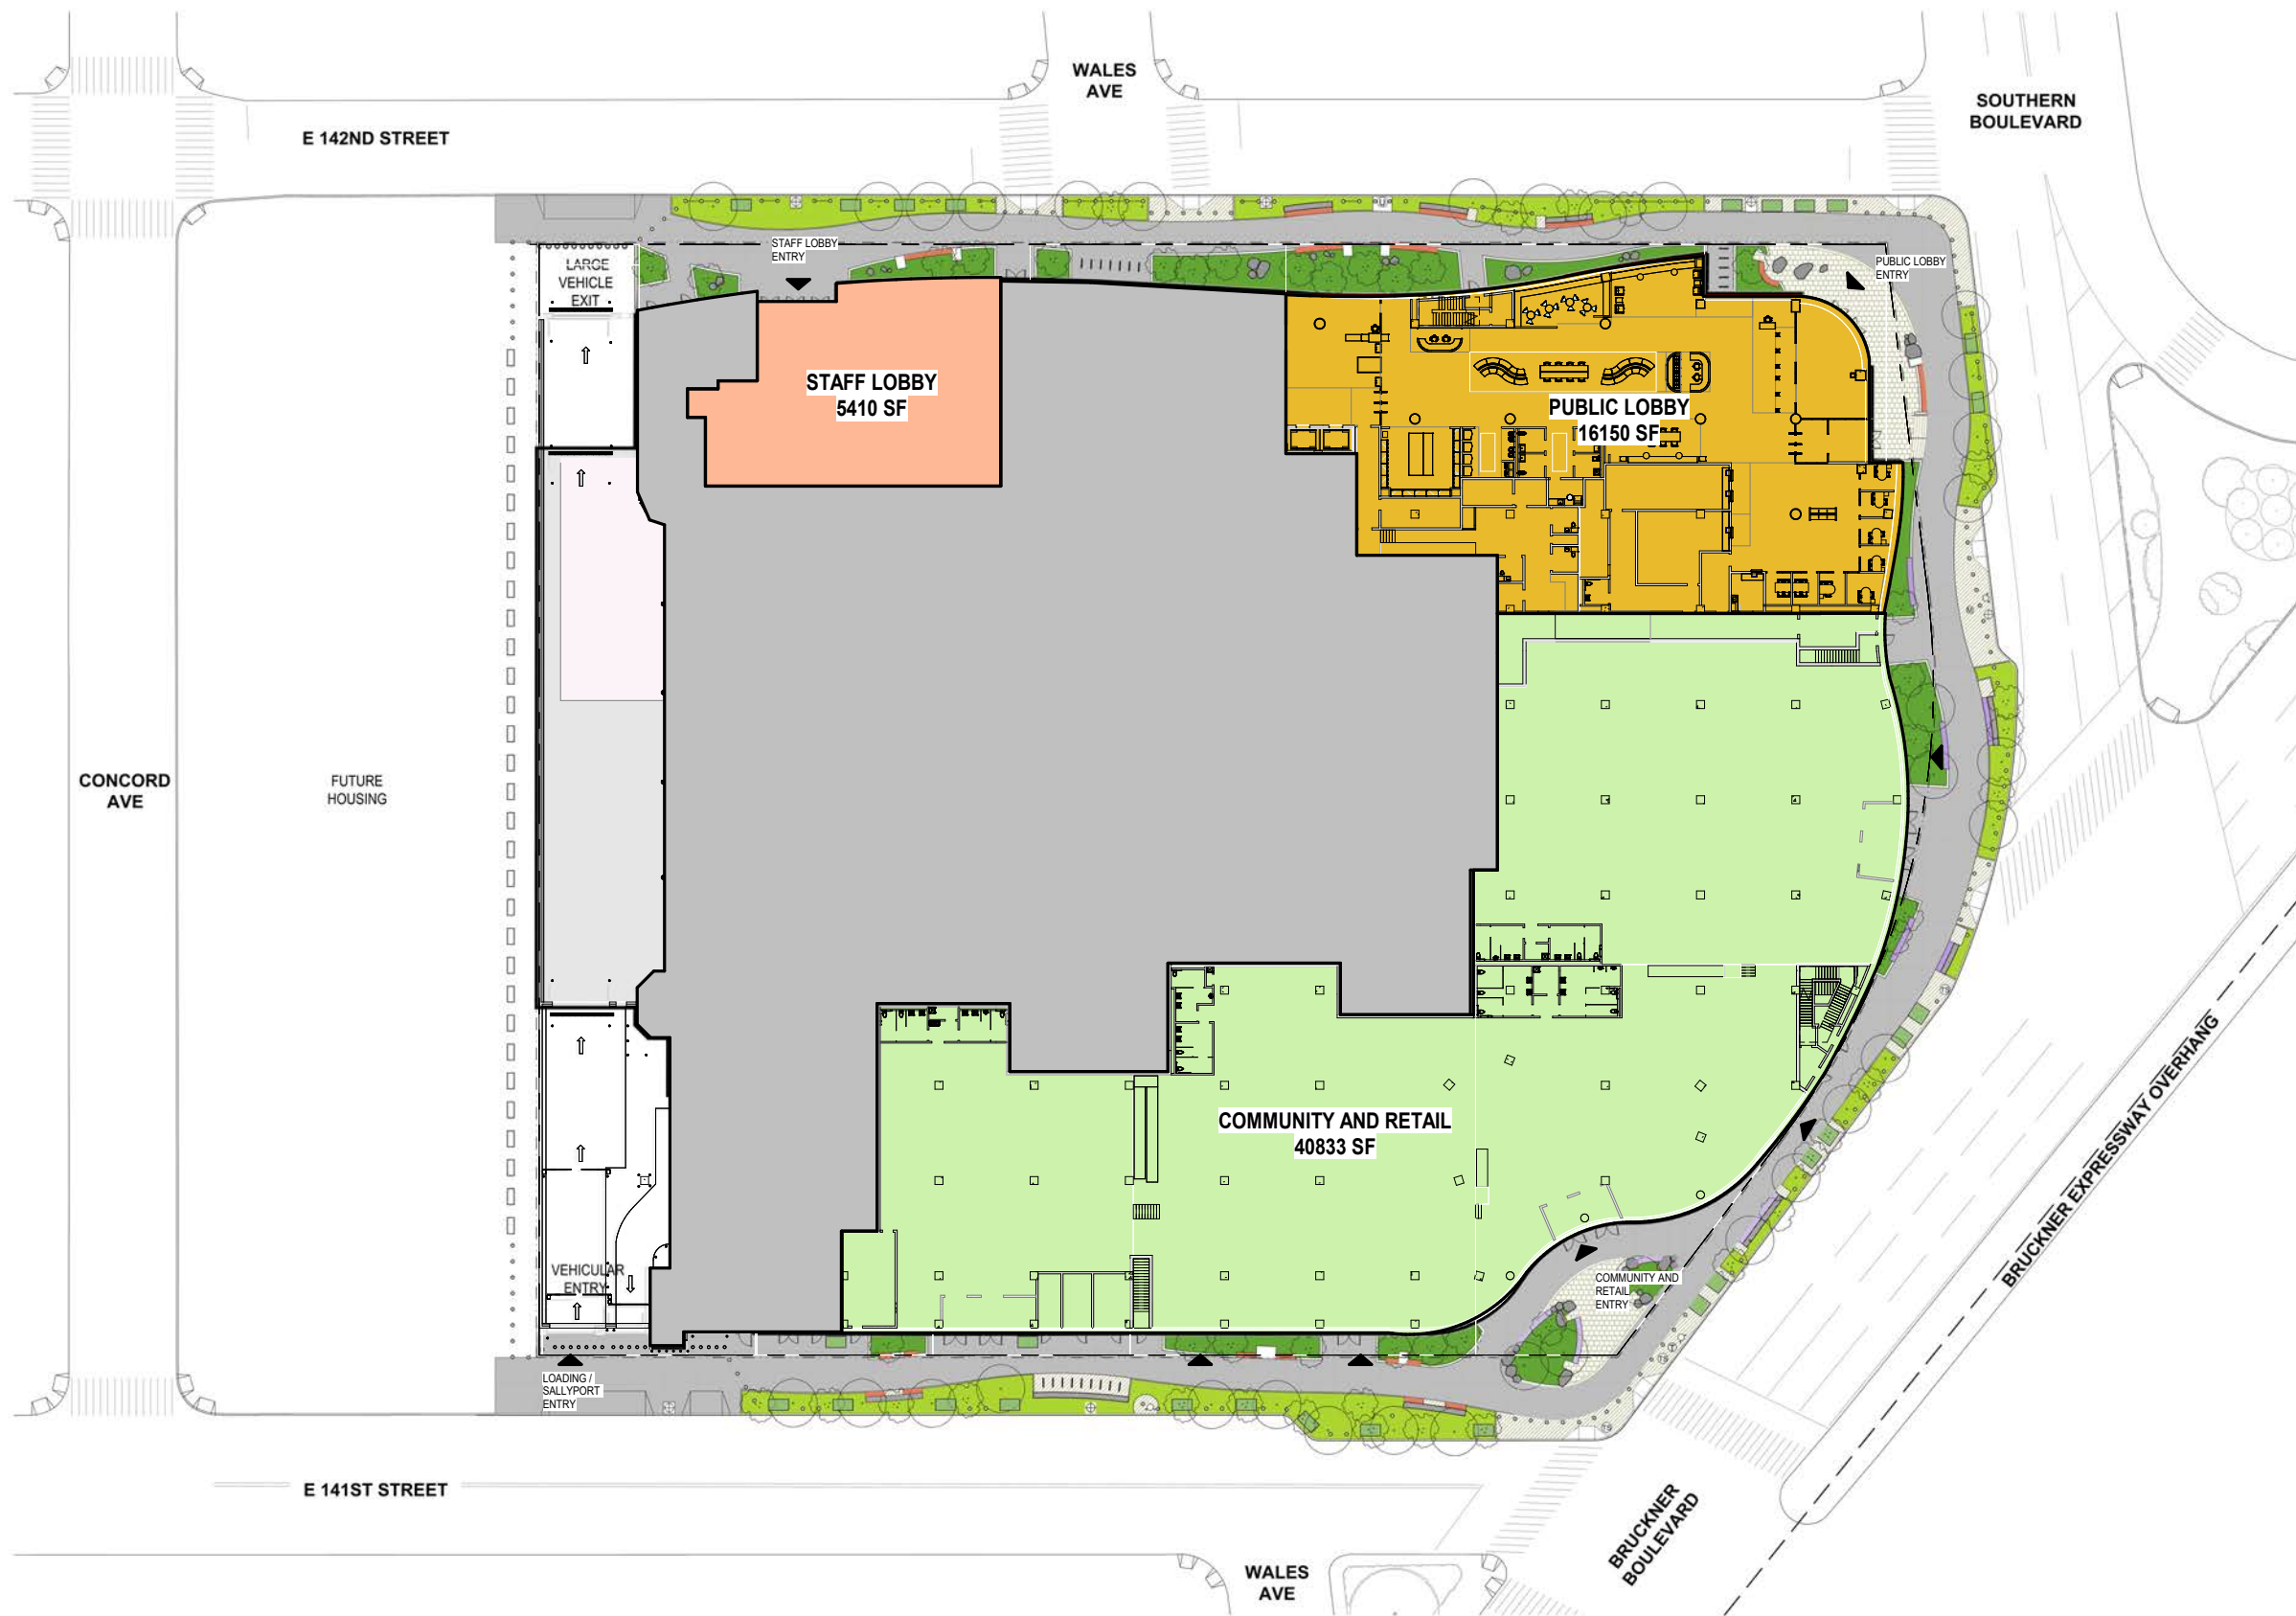 WALES
AVE
SOUTHERN
BOULEVARD
E 142ND STREET
STAFF LOBBY
ENTRY
LARGE
VEHICLE
EXIT
PUBLIC LOBBY
ENTRY
STAFF LOBBY
5410 SF
PUBLIC LOBBY
16150 SF
CONCORD
AVE
FUTURE
HOUSING
COMMUNITY AND RETAIL
40833 SF
BRUCKNER EXPRESSWAY OVERHANG
VEHICULAR
ENTRY
COMMUNITY AND
RETAIL
ENTRY
LOADING /
SALLYPORT
ENTRY
E 141ST STREET
BRUCKNER
BOULEVARD
WALES
AVE